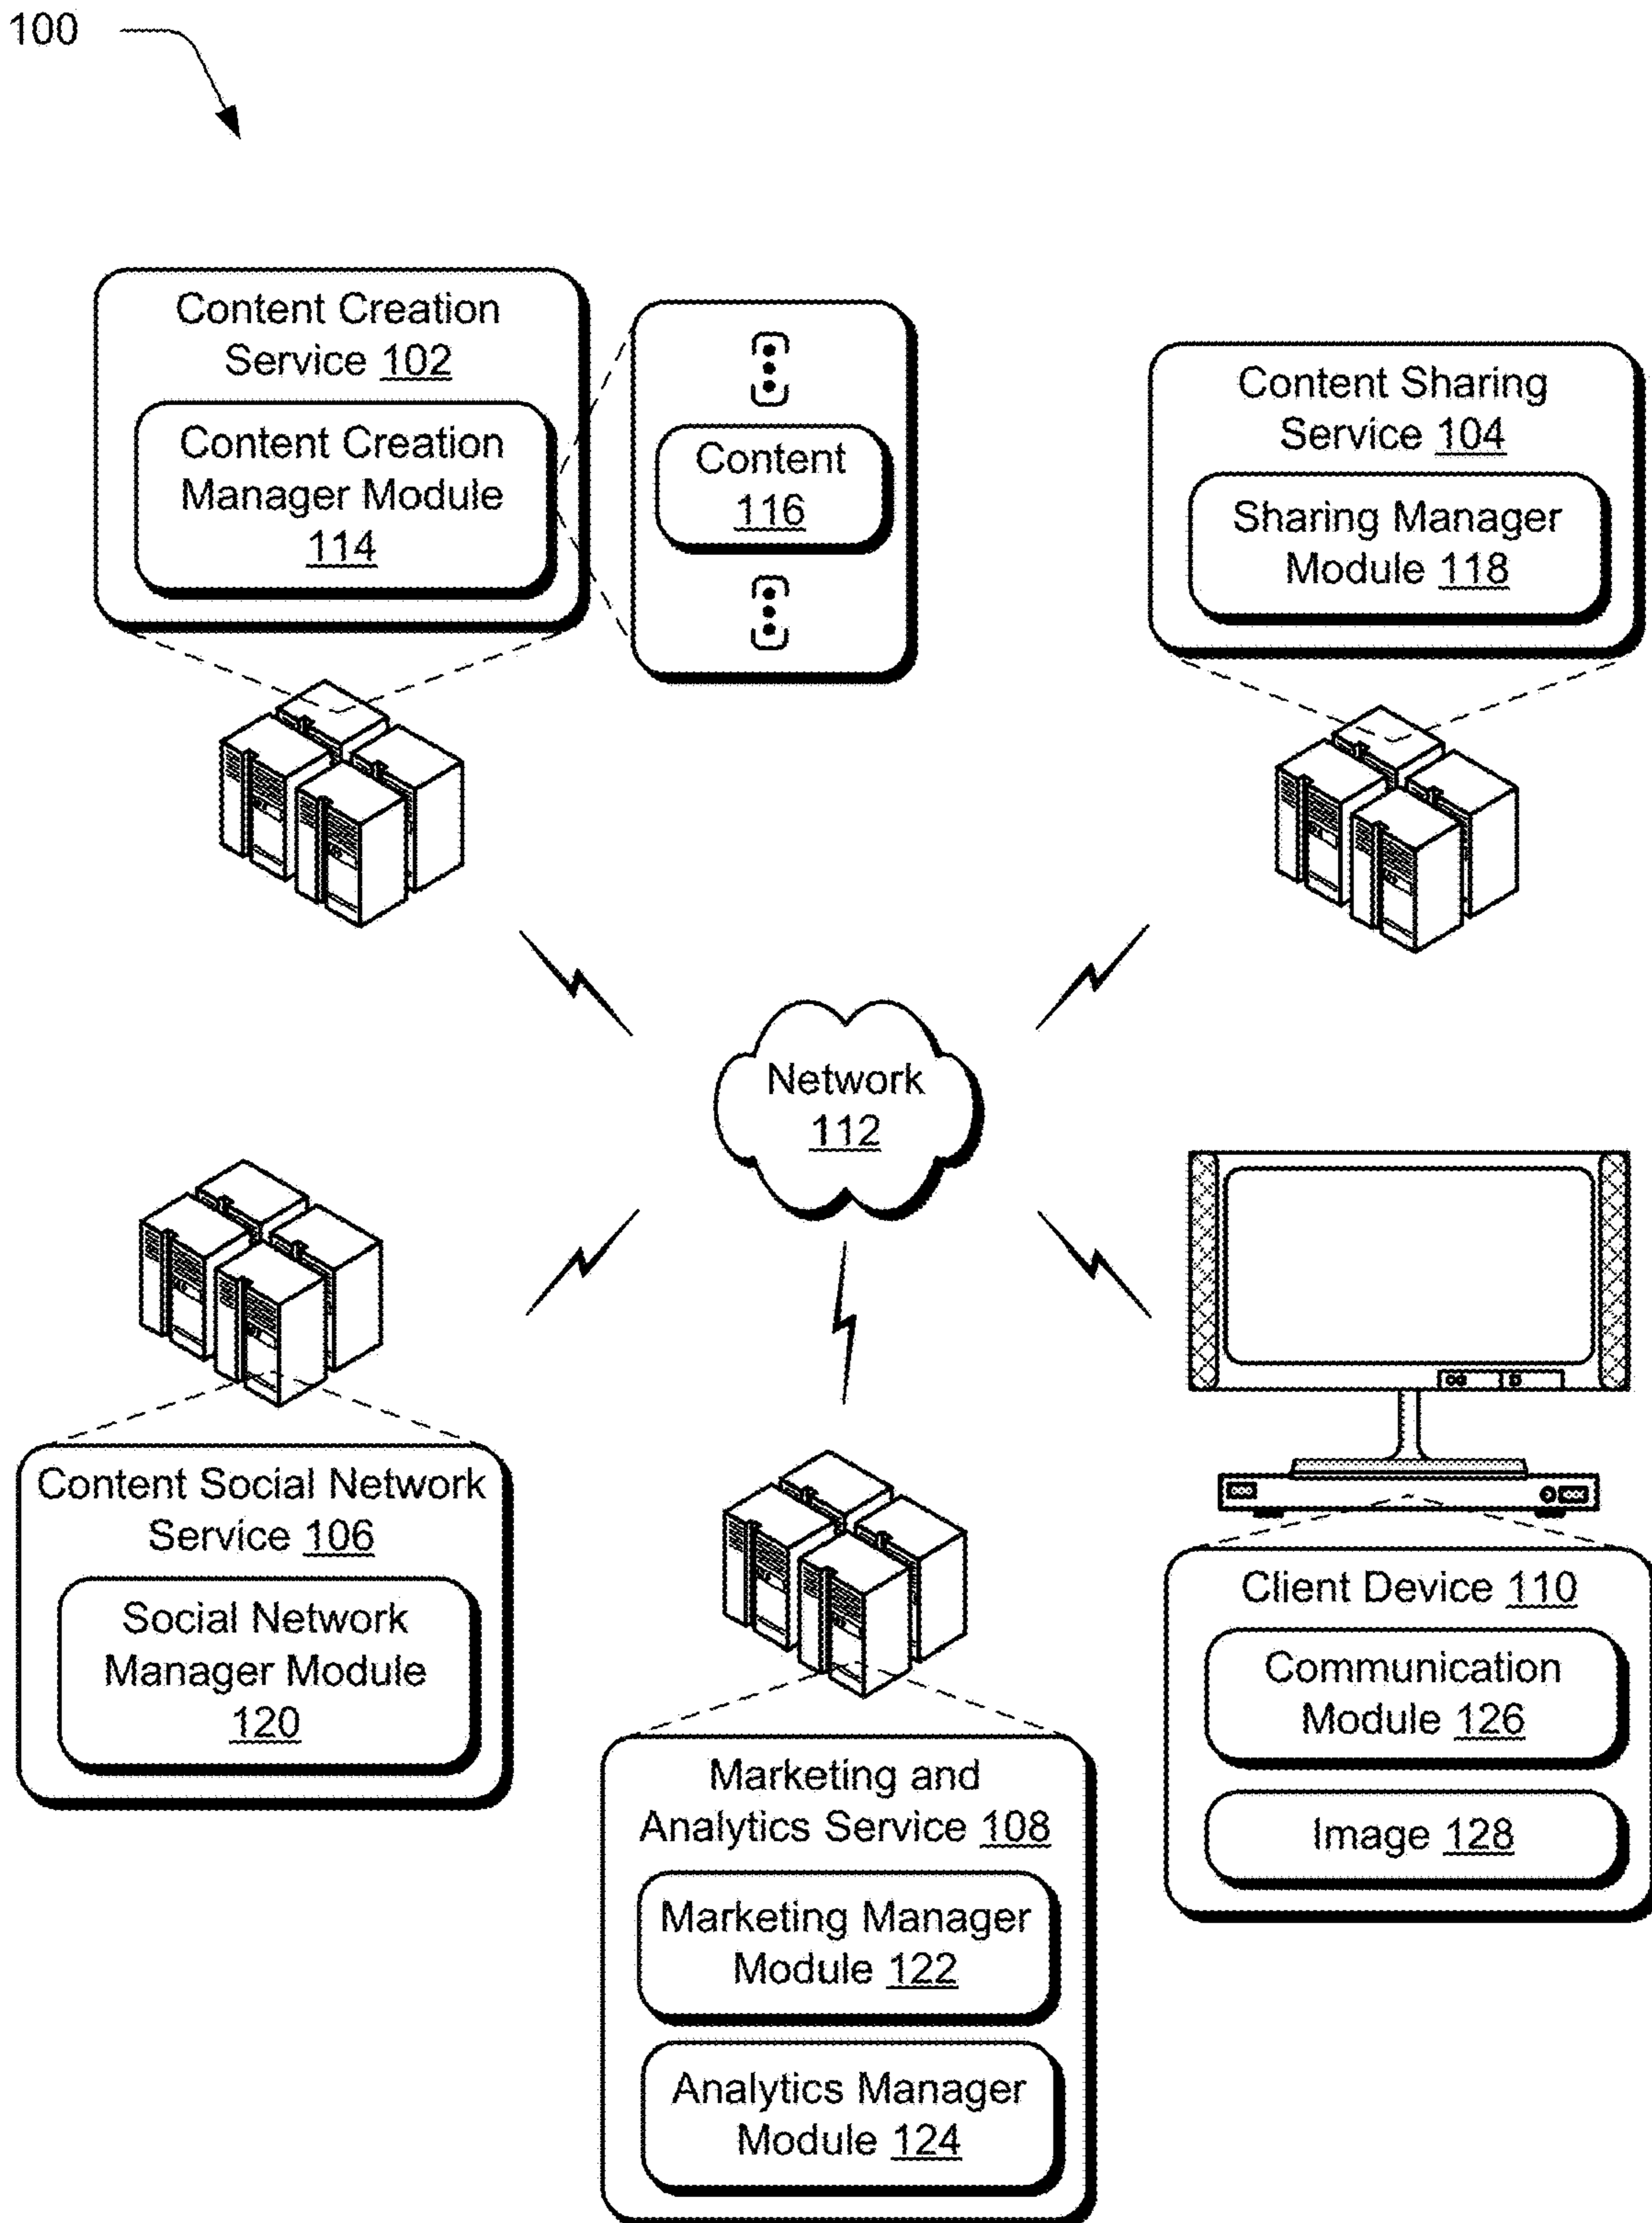 100
Content Creation
Service 102
Content Creation
Manager Module
114
Content
116
Content Sharing
Service 104
Sharing Manager
Module 118
Network
112
Content Social Network
Service 106
Social Network
Manager Module
120
Marketing and
Analytics Service 108
Marketing Manager
Module 122
Analytics Manager
Module 124
Client Device 110
Communication
Module 126
Image 128